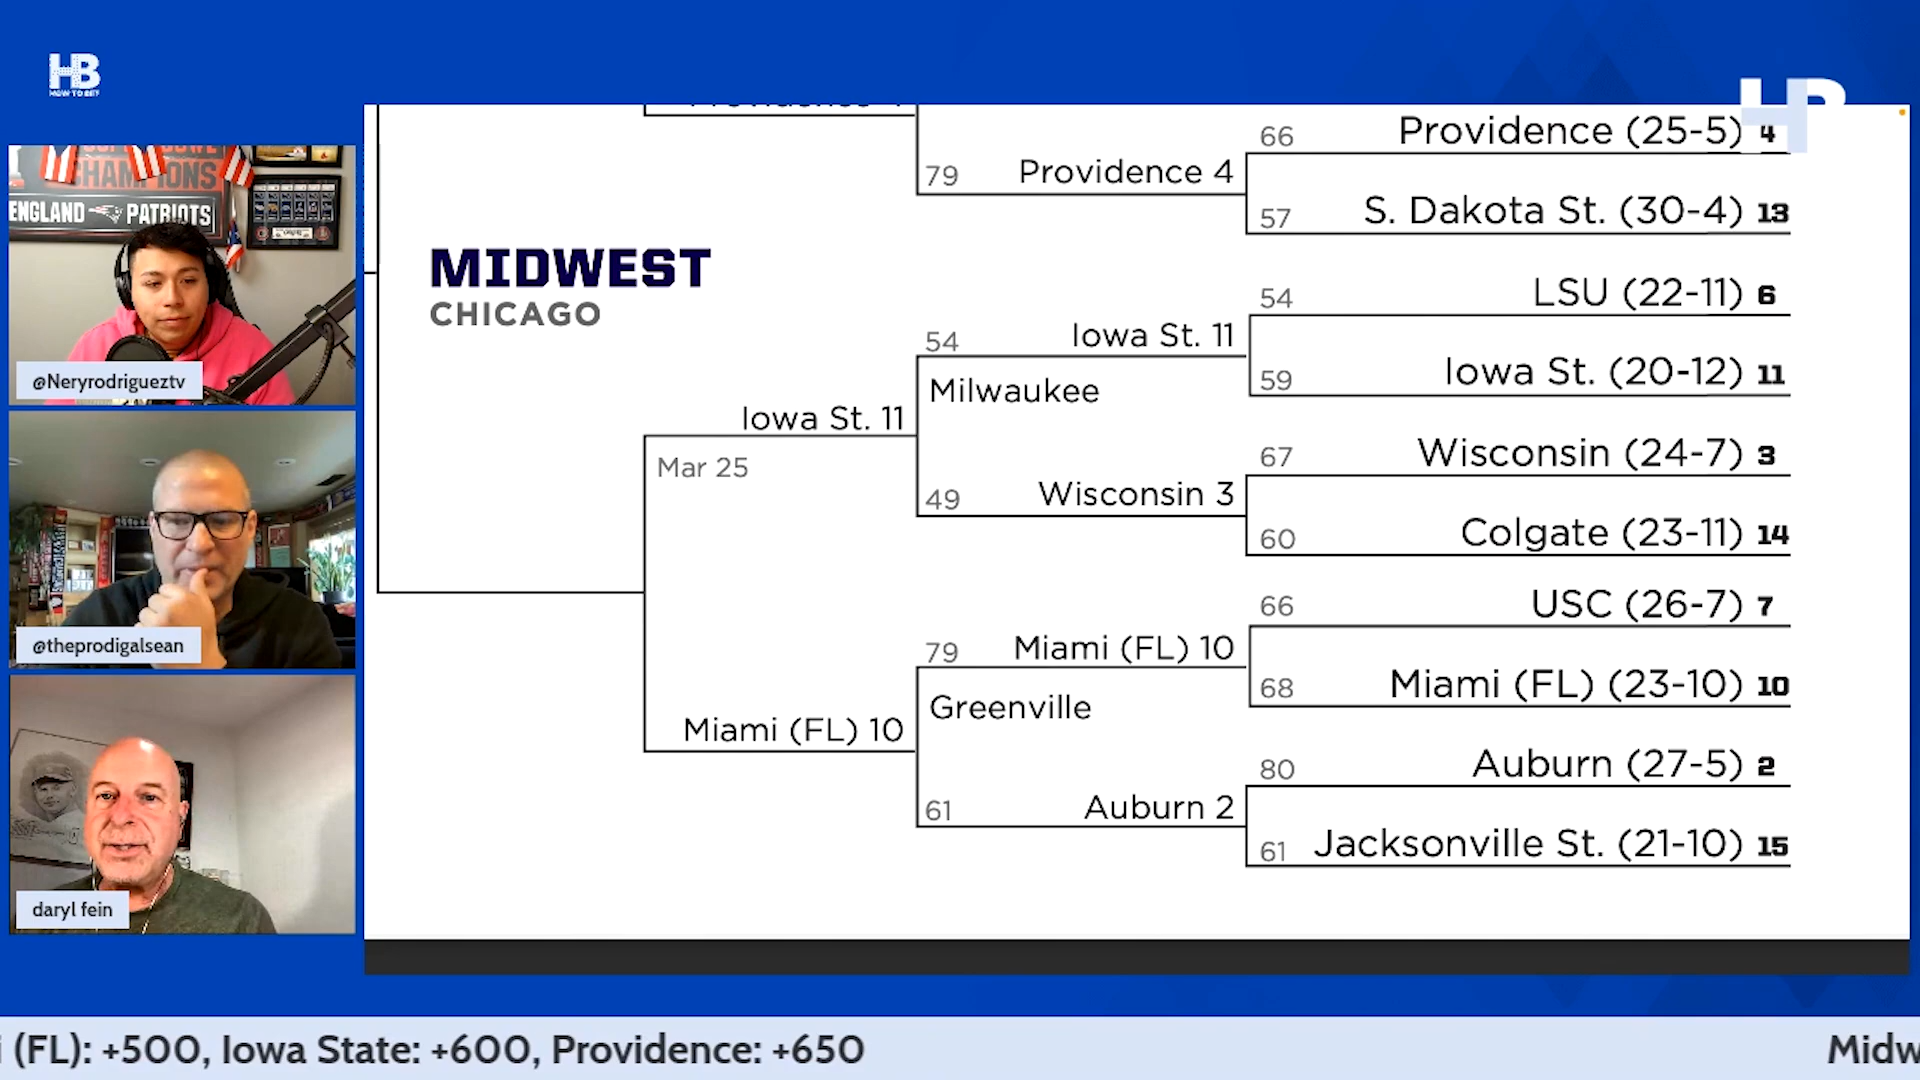 HB
HOW TO BET
CHAMPIONS
ENGLAND PATRIOTS
@Neryrodrigueztv
@theprodigalsean
daryl fein
MIDWEST
CHICAGO
66 Providence (25-5) 4
79 Providence 4
57 S. Dakota St. (30-4) 13
54 LSU (22-11) 6
54 Iowa St. 11
59 Iowa St. (20-12) 11
Milwaukee
Iowa St. 11
Mar 25
67 Wisconsin (24-7) 3
49 Wisconsin 3
60 Colgate (23-11) 14
66 USC (26-7) 7
79 Miami (FL) 10
68 Miami (FL) (23-10) 10
Greenville
Miami (FL) 10
80 Auburn (27-5) 2
61 Auburn 2
61 Jacksonville St. (21-10) 15
(FL): +500, Iowa State: +600, Providence: +650
Midw